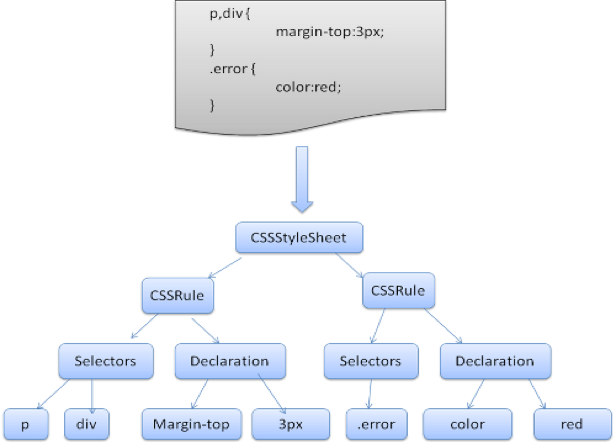 p,div {
margin-top:3px;
}
.error {
color:red;
}
CSSStyleSheet
CSSRule
CSSRule
Selectors
Declaration
Selectors
Declaration
p
div
Margin-top
3px
.error
color
red